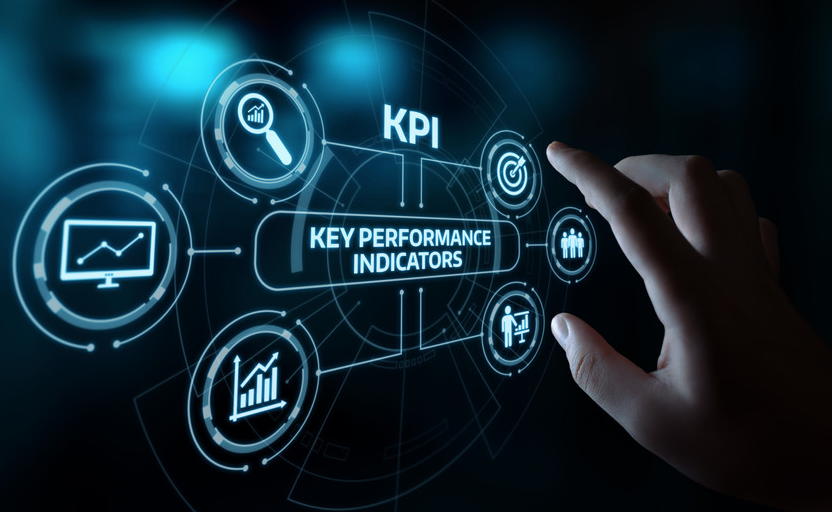 KPI
KEY PERFORMANCE
INDICATORS